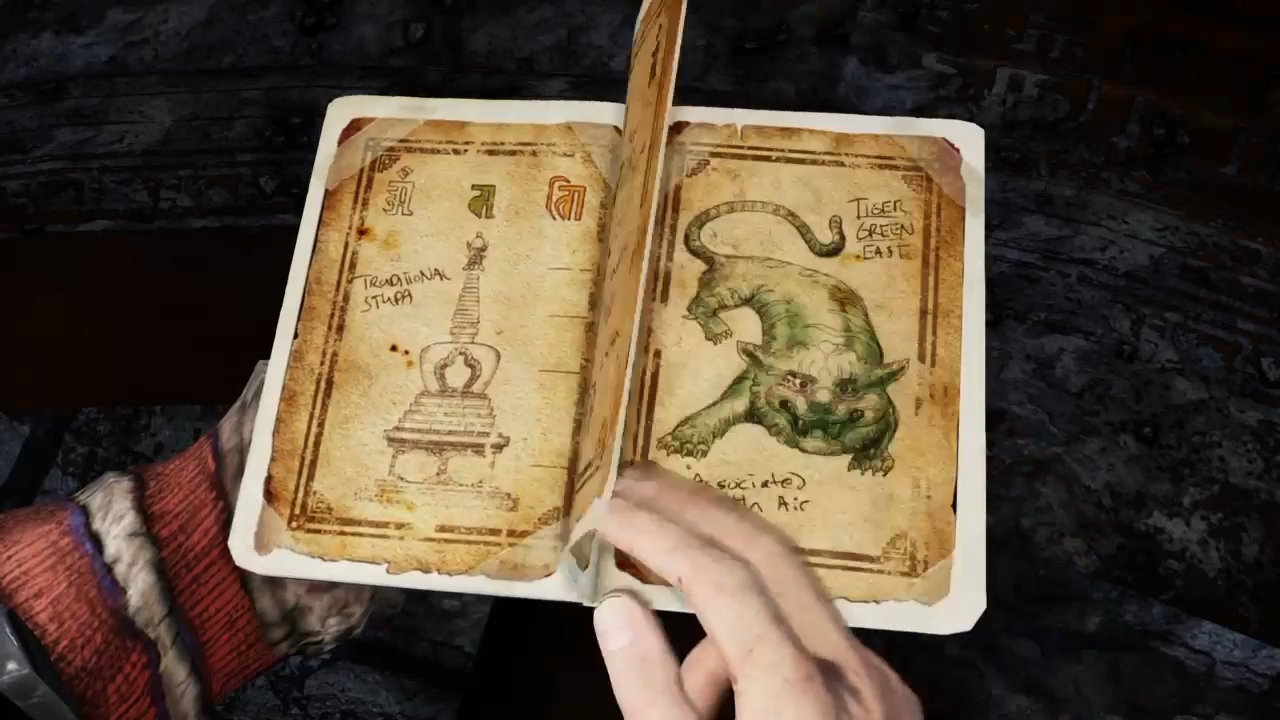 TRADITIONAL
STUPA
TIGER
GREEN
EAST
Associated
Air